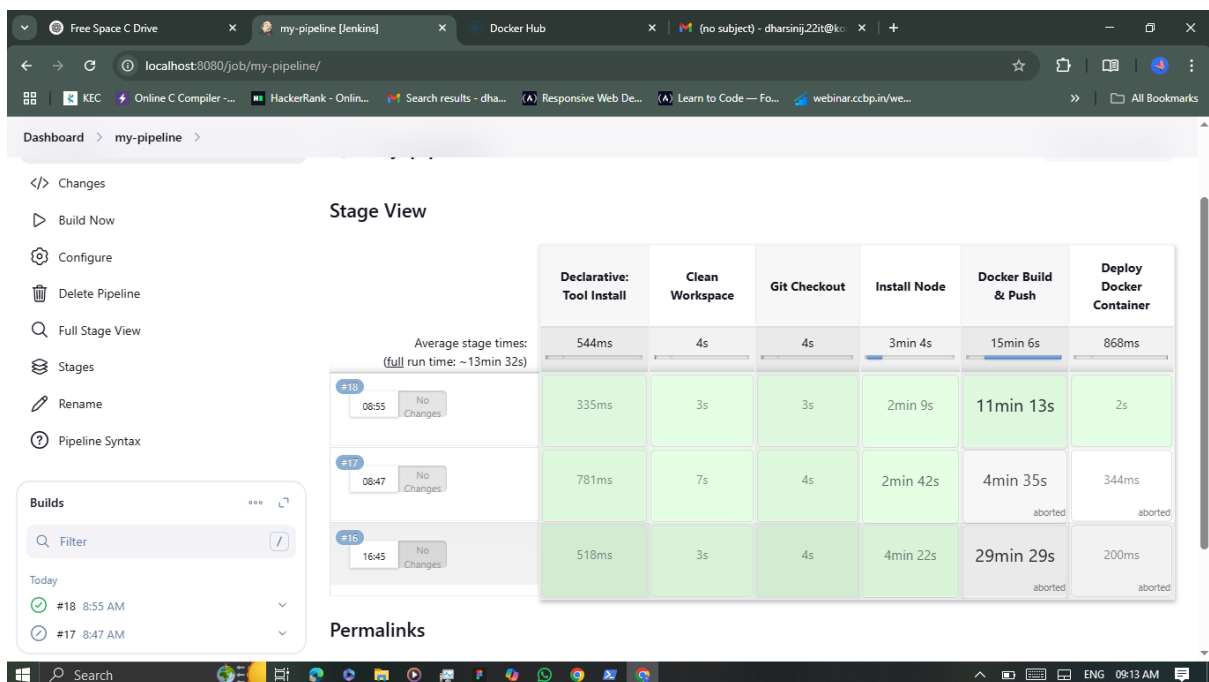 Free Space C Drive
my-pipeline [Jenkins]
Docker Hub
(no subject) - dharsinij.22it@ko
localhost:8080/job/my-pipeline/
KEC
Online C Compiler -...
HackerRank - Onlin...
Search results - dha...
Responsive Web De...
Learn to Code — Fo...
webinar.ccbp.in/we...
»
All Bookmarks
Dashboard > my-pipeline >
</> Changes
Build Now
Configure
Delete Pipeline
Full Stage View
Stages
Rename
Pipeline Syntax
Builds
Filter /
Today
#18 8:55 AM
#17 8:47 AM
Stage View
Declarative: Tool Install
Clean Workspace
Git Checkout
Install Node
Docker Build & Push
Deploy Docker Container
Average stage times:
(full run time: ~13min 32s)
544ms 4s 4s 3min 4s 15min 6s 868ms
#18
08:55 No Changes
335ms 3s 3s 2min 9s 11min 13s 2s
#17
08:47 No Changes
781ms 7s 4s 2min 42s 4min 35s 344ms
aborted aborted
#16
16:45 No Changes
518ms 3s 4s 4min 22s 29min 29s 200ms
aborted aborted
Permalinks
Search
ENG 09:13 AM